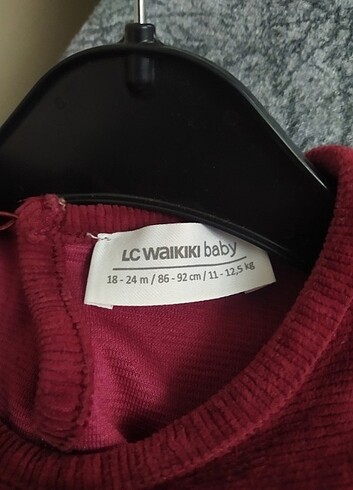 LC WAIKIKI baby
18 - 24 m / 86 - 92 cm / 11 - 12,5 kg